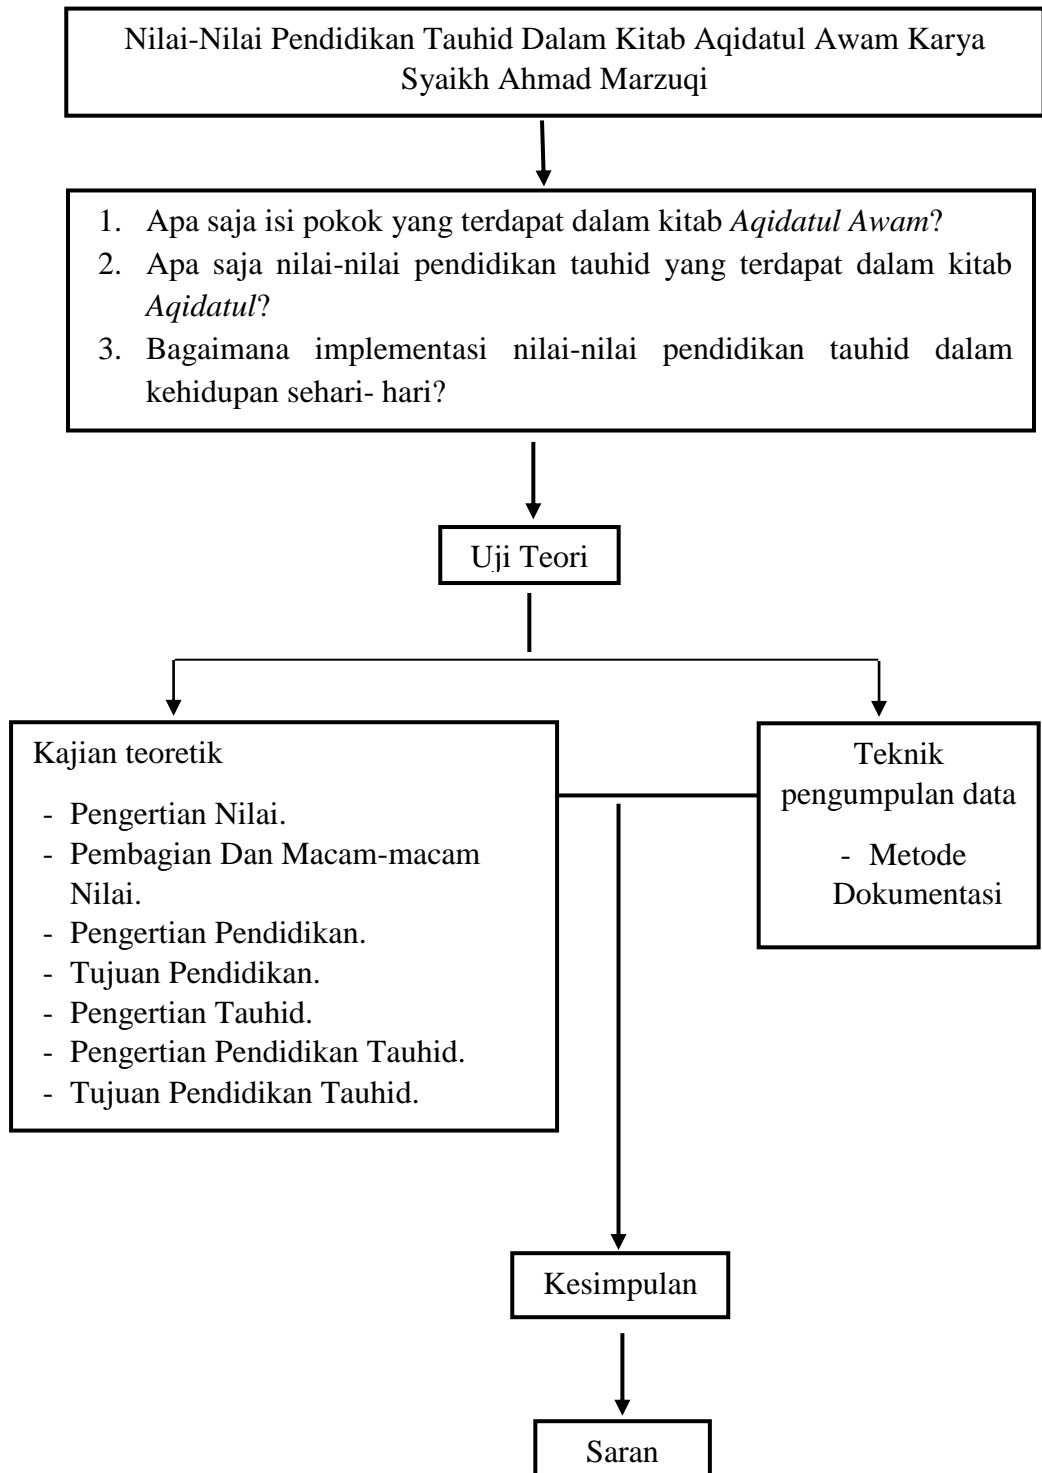 Nilai-Nilai Pendidikan Tauhid Dalam Kitab Aqidatul Awam Karya
Syaikh Ahmad Marzuqi
1. Apa saja isi pokok yang terdapat dalam kitab Aqidatul Awam?
2. Apa saja nilai-nilai pendidikan tauhid yang terdapat dalam kitab
Aqidatul?
3. Bagaimana implementasi nilai-nilai pendidikan tauhid dalam
kehidupan sehari- hari?
Uji Teori
Kajian teoretik
- Pengertian Nilai.
- Pembagian Dan Macam-macam
Nilai.
- Pengertian Pendidikan.
- Tujuan Pendidikan.
- Pengertian Tauhid.
- Pengertian Pendidikan Tauhid.
- Tujuan Pendidikan Tauhid.
Teknik
pengumpulan data
- Metode
Dokumentasi
Kesimpulan
Saran